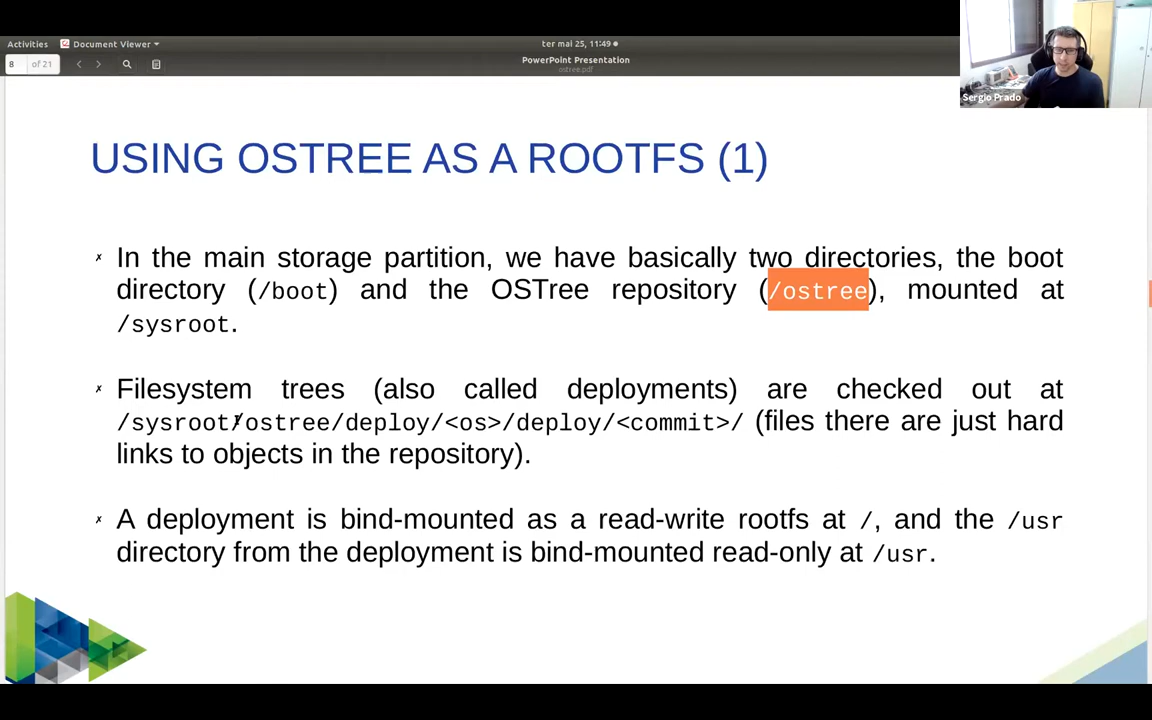 Activities
Document Viewer
ter mai 25, 11:49
8
of 21
PowerPoint Presentation
ostree.pdf
Sergio Prado
USING OSTREE AS A ROOTFS (1)
In the main storage partition, we have basically two directories, the boot
directory (/boot) and the OSTree repository (/ostree), mounted at
/sysroot.
Filesystem trees (also called deployments) are checked out at
/sysroot/ostree/deploy/<os>/deploy/<commit>/ (files there are just hard
links to objects in the repository).
A deployment is bind-mounted as a read-write rootfs at /, and the /usr
directory from the deployment is bind-mounted read-only at /usr.